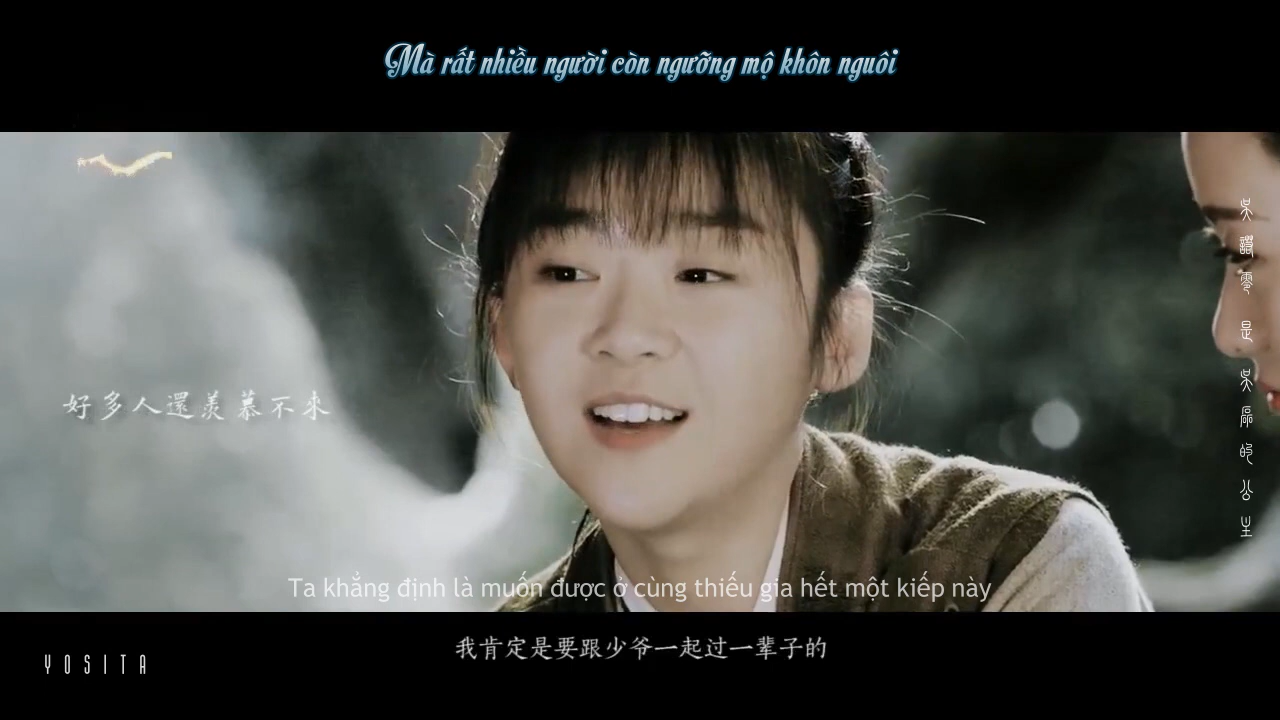 Mà rất nhiều người còn ngưỡng mộ khôn nguôi
好多人還羨慕不來
Ta khẳng định là muốn được ở cùng thiếu gia hết một kiếp này
我肯定是要跟少爷一起过一辈子的
YOSITA